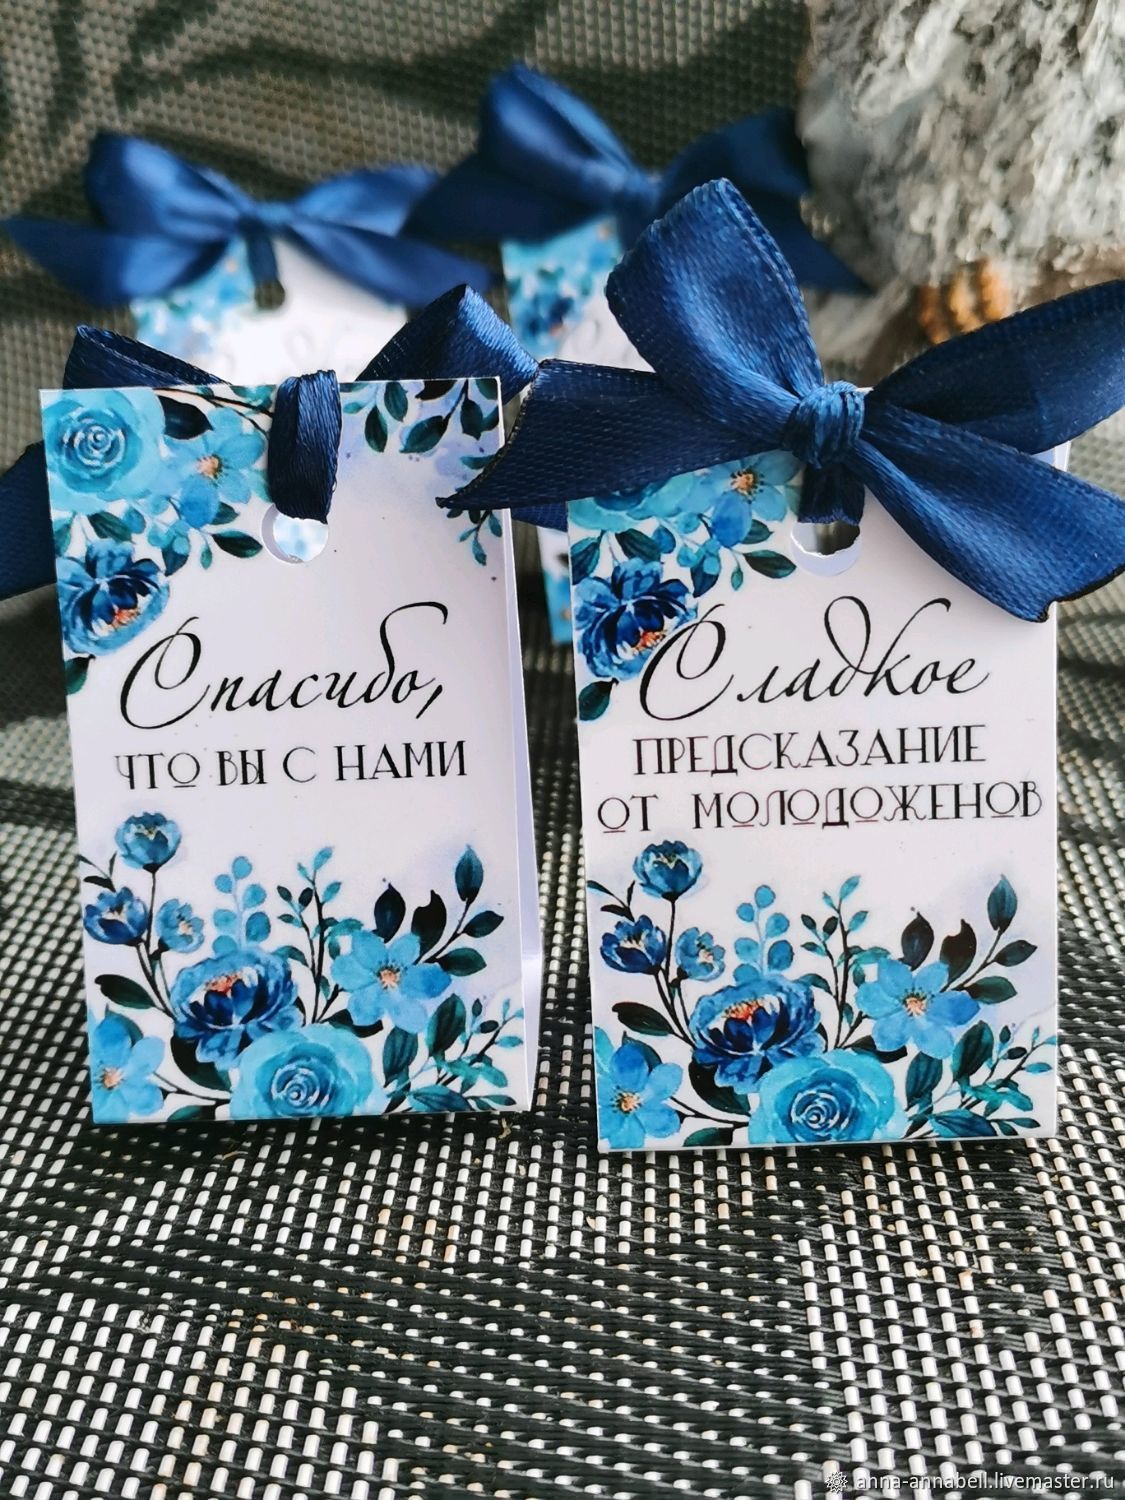 Спасибо,
ЧТО ВЫ С НАМИ
Сладкое
ПРЕДСКАЗАНИЕ
ОТ МОЛОДОЖЕНОВ
anna-annabell.livemaster.ru